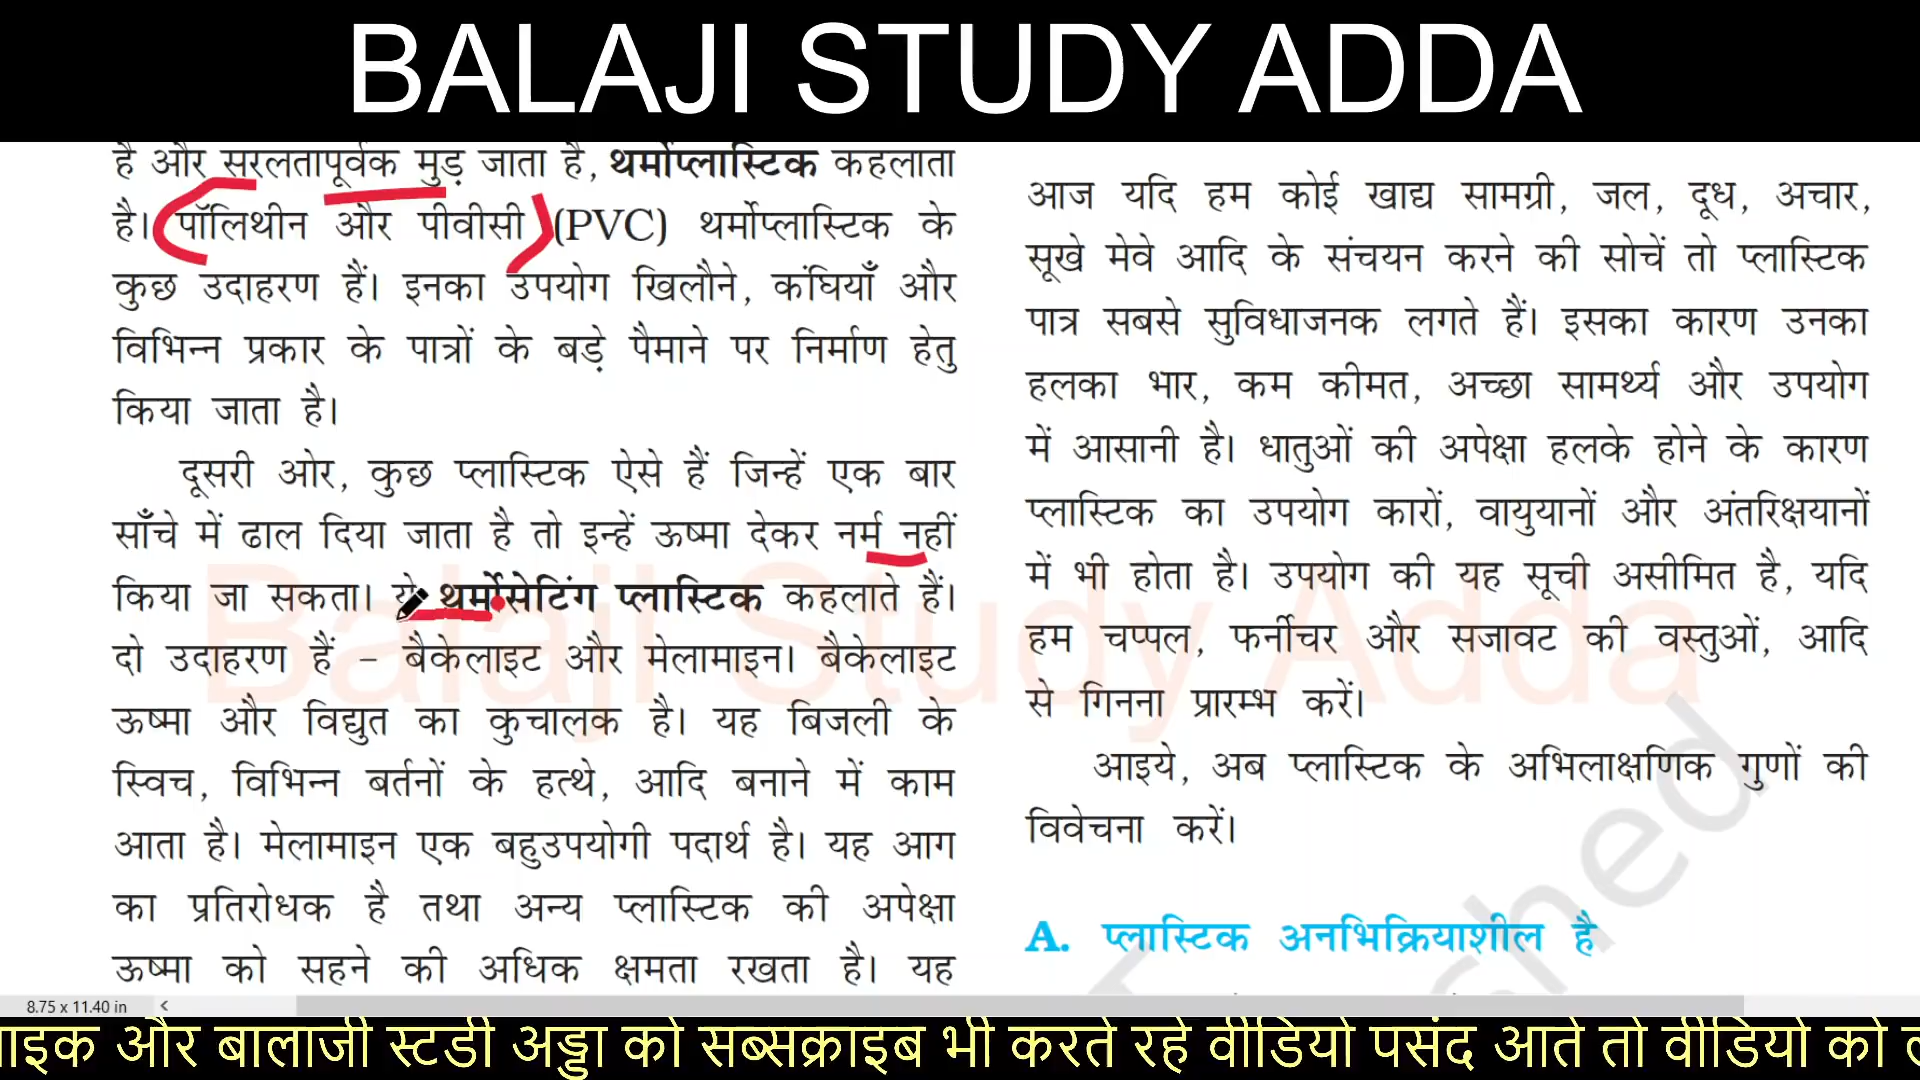 BALAJI STUDY ADDA
है और सरलतापूर्वक मुड़ जाता है, थर्मोप्लास्टिक कहलाता
है। पॉलिथीन और पीवीसी (PVC) थर्मोप्लास्टिक के
कुछ उदाहरण हैं। इनका उपयोग खिलौने, कंघियाँ और
विभिन्न प्रकार के पात्रों के बड़े पैमाने पर निर्माण हेतु
किया जाता है।
दूसरी ओर, कुछ प्लास्टिक ऐसे हैं जिन्हें एक बार
साँचे में ढाल दिया जाता है तो इन्हें ऊष्मा देकर नर्म नहीं
किया जा सकता। ये थर्मोसेटिंग प्लास्टिक कहलाते हैं।
दो उदाहरण हैं – बैकेलाइट और मेलामाइन। बैकेलाइट
ऊष्मा और विद्युत का कुचालक है। यह बिजली के
स्विच, विभिन्न बर्तनों के हत्थे, आदि बनाने में काम
आता है। मेलामाइन एक बहुउपयोगी पदार्थ है। यह आग
का प्रतिरोधक है तथा अन्य प्लास्टिक की अपेक्षा
ऊष्मा को सहने की अधिक क्षमता रखता है। यह
आज यदि हम कोई खाद्य सामग्री, जल, दूध, अचार,
सूखे मेवे आदि के संचयन करने की सोचें तो प्लास्टिक
पात्र सबसे सुविधाजनक लगते हैं। इसका कारण उनका
हलका भार, कम कीमत, अच्छा सामर्थ्य और उपयोग
में आसानी है। धातुओं की अपेक्षा हलके होने के कारण
प्लास्टिक का उपयोग कारों, वायुयानों और अंतरिक्षयानों
में भी होता है। उपयोग की यह सूची असीमित है, यदि
हम चप्पल, फर्नीचर और सजावट की वस्तुओं, आदि
से गिनना प्रारम्भ करें।
आइये, अब प्लास्टिक के अभिलाक्षणिक गुणों की
विवेचना करें।
A. प्लास्टिक अनभिक्रियाशील है
Balaji Study Adda
8.75 x 11.40 in
और बालाजी स्टडी अड्डा को सब्सक्राइब भी करते रहे वीडियो पसंद आते तो वीडियो को